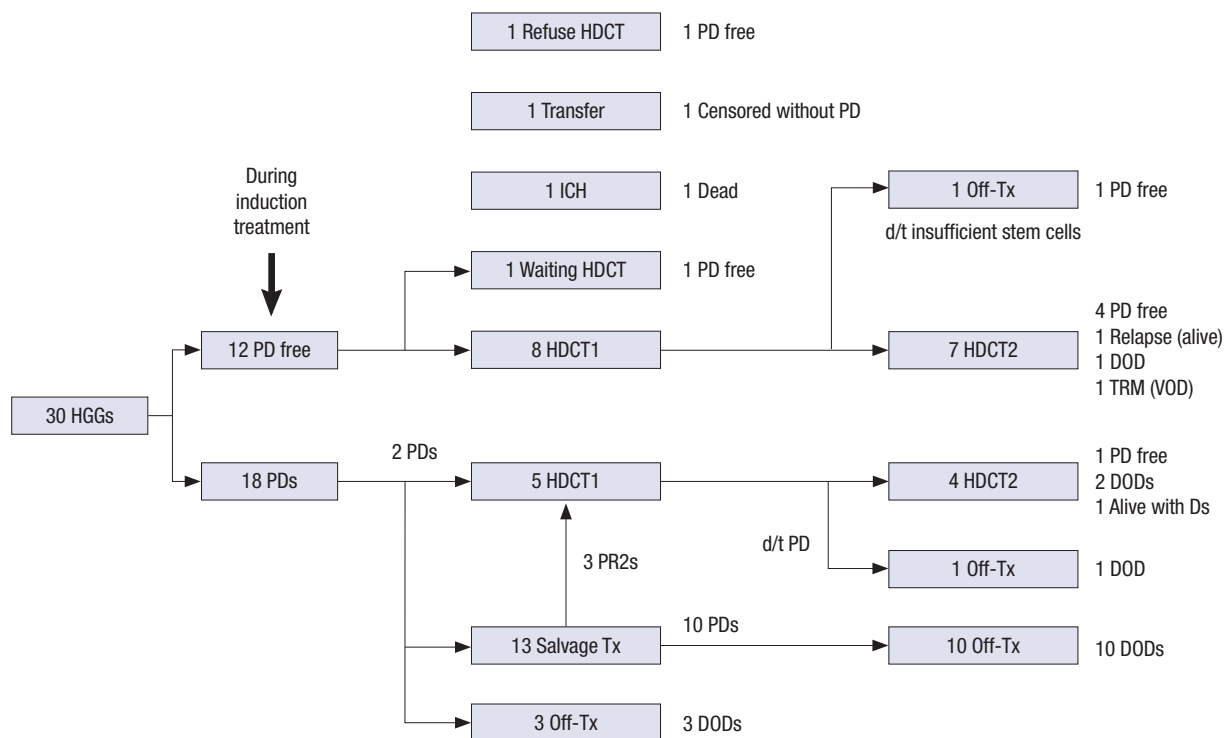 1 Refuse HDCT
1 PD free
1 Transfer
1 Censored without PD
During
induction
treatment
1 ICH
1 Dead
1 Off-Tx
1 PD free
d/t insufficient stem cells
1 Waiting HDCT
1 PD free
12 PD free
8 HDCT1
7 HDCT2
4 PD free
1 Relapse (alive)
1 DOD
1 TRM (VOD)
30 HGGs
18 PDs
2 PDs
5 HDCT1
4 HDCT2
1 PD free
2 DODs
1 Alive with Ds
3 PR2s
d/t PD
1 Off-Tx
1 DOD
13 Salvage Tx
10 PDs
10 Off-Tx
10 DODs
3 Off-Tx
3 DODs